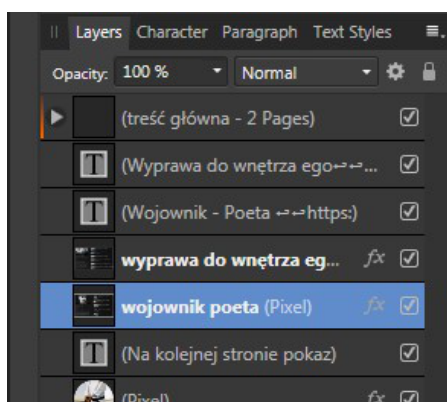 Layers Character Paragraph Text Styles
Opacity: 100 % Normal
(treść główna - 2 Pages)
(Wyprawa do wnętrza ego↵↵...
(Wojownik - Poeta ↵↵https:)
wyprawa do wnętrza eg... fx
wojownik poeta (Pixel) fx
(Na kolejnej stronie pokaz)
(Pixel) fx